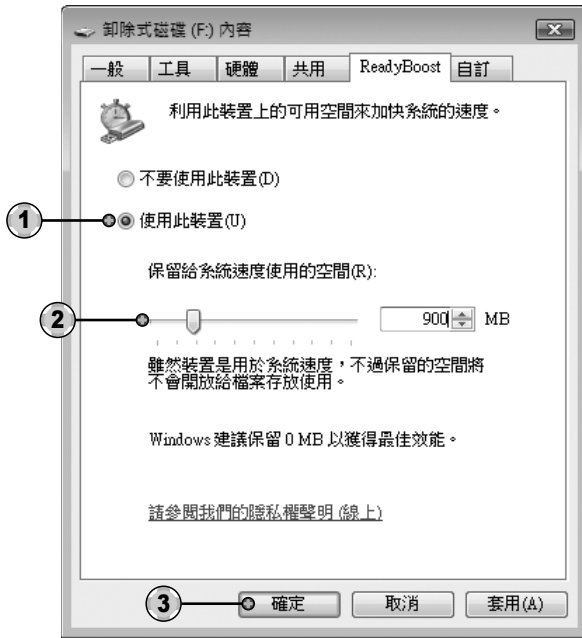 卸除式磁碟 (F:) 內容
一般 工具 硬體 共用 ReadyBoost 自訂
利用此裝置上的可用空間來加快系統的速度。
不要使用此裝置(D)
1 使用此裝置(U)
保留給系統速度使用的空間(R):
2 900 MB
雖然裝置是用於系統速度，不過保留的空間將
不會開放給檔案存放使用。
Windows 建議保留 0 MB 以獲得最佳效能。
請參閱我們的隱私權聲明 (線上)
3 確定 取消 套用(A)